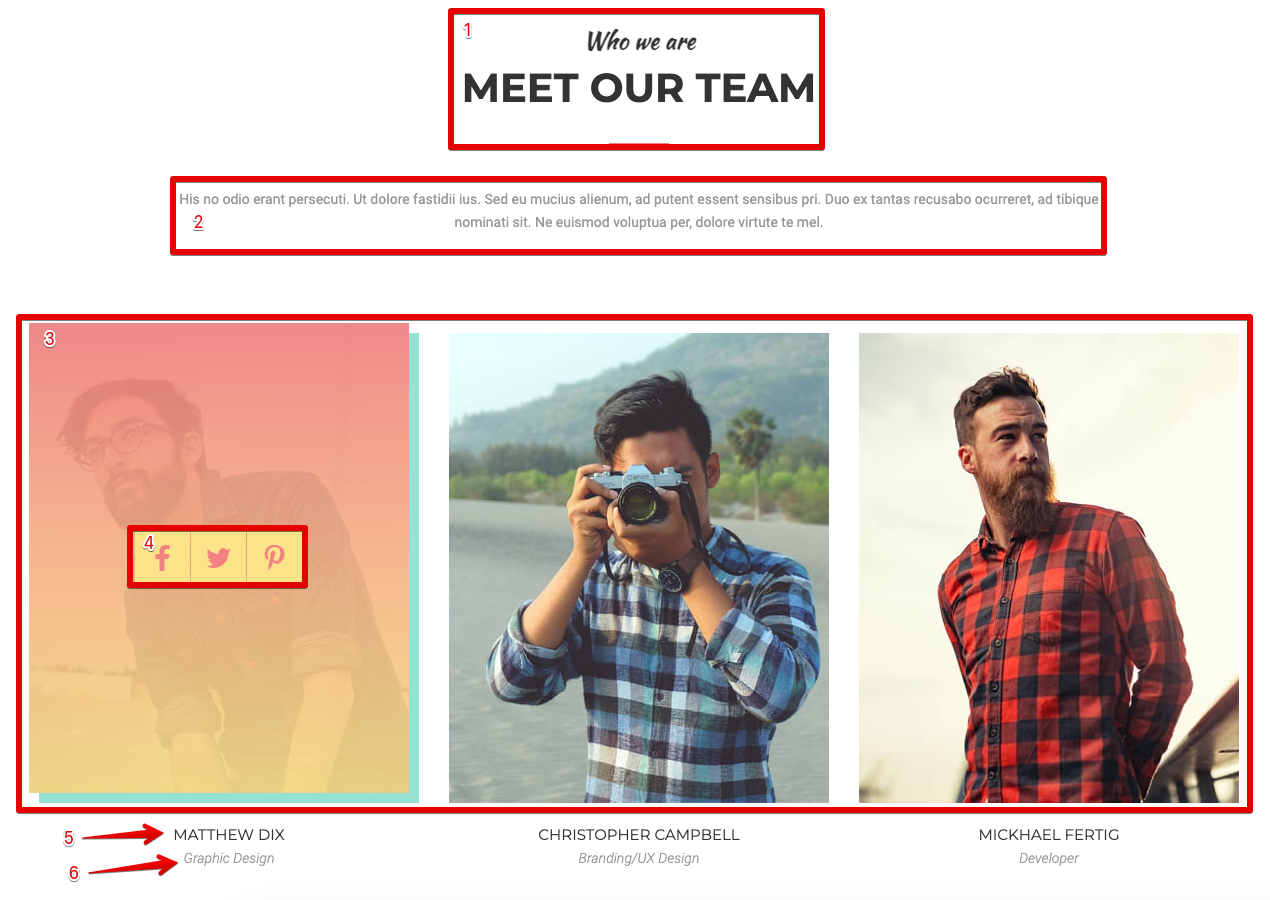 1
Who we are
MEET OUR TEAM
His no odio erant persecuti. Ut dolore fastidii ius. Sed eu mucius alienum, ad putent essent sensibus pri. Duo ex tantas recusabo ocurreret, ad tibique
2
nominati sit. Ne euismod voluptua per, dolore virtute te mel.
3
Canon
4
5
MATTHEW DIX
CHRISTOPHER CAMPBELL
MICKHAEL FERTIG
Graphic Design
Branding/UX Design
Developer
6